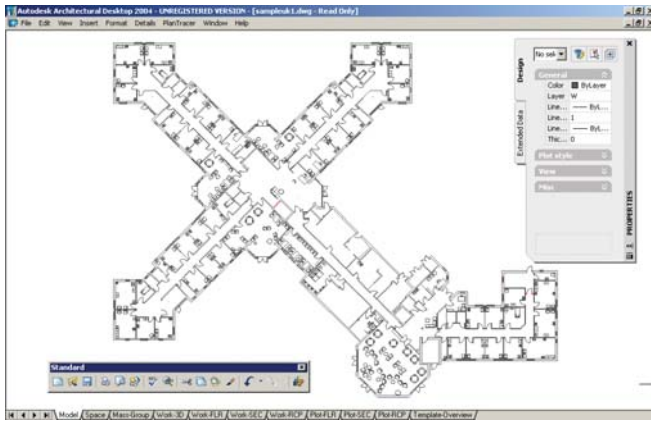 Autodesk Architectural Desktop 2004 - UNREGISTERED VERSION - [sampleuk1.dwg - Read Only]
File Edit View Insert Format Details PlanTracer Window Help
No sel
Design
General
Color ByLayer
Layer W
Line... ByL...
Line... 1
Line... ByL...
Thic... 0
Extended Data
Plot style
View
Misc
PROPERTIES
Standard
Model Space Mass-Group Work-3D Work-FLR Work-SEC Work-RCP Plot-FLR Plot-SEC Plot-RCP Template-Overview